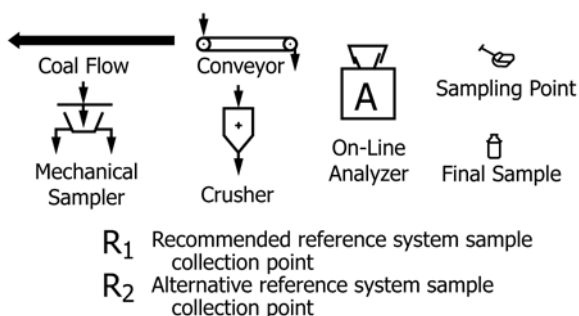 Coal Flow
Conveyor
Sampling Point
A
Mechanical
Sampler
Crusher
On-Line
Analyzer
Final Sample
R1 Recommended reference system sample
collection point
R2 Alternative reference system sample
collection point